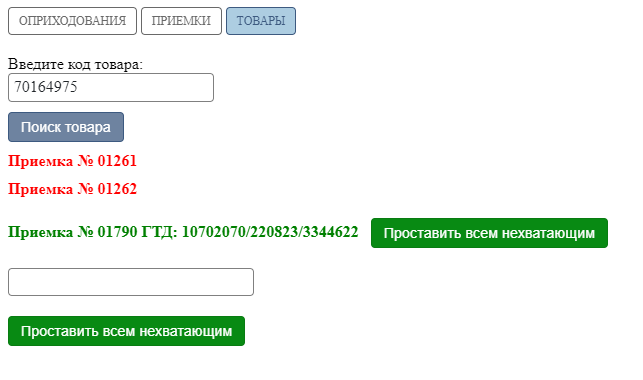 ОПРИХОДОВАНИЯ ПРИЕМКИ ТОВАРЫ
Введите код товара:
70164975
Поиск товара
Приемка № 01261
Приемка № 01262
Приемка № 01790 ГТД: 10702070/220823/3344622 Проставить всем нехватающим
Проставить всем нехватающим